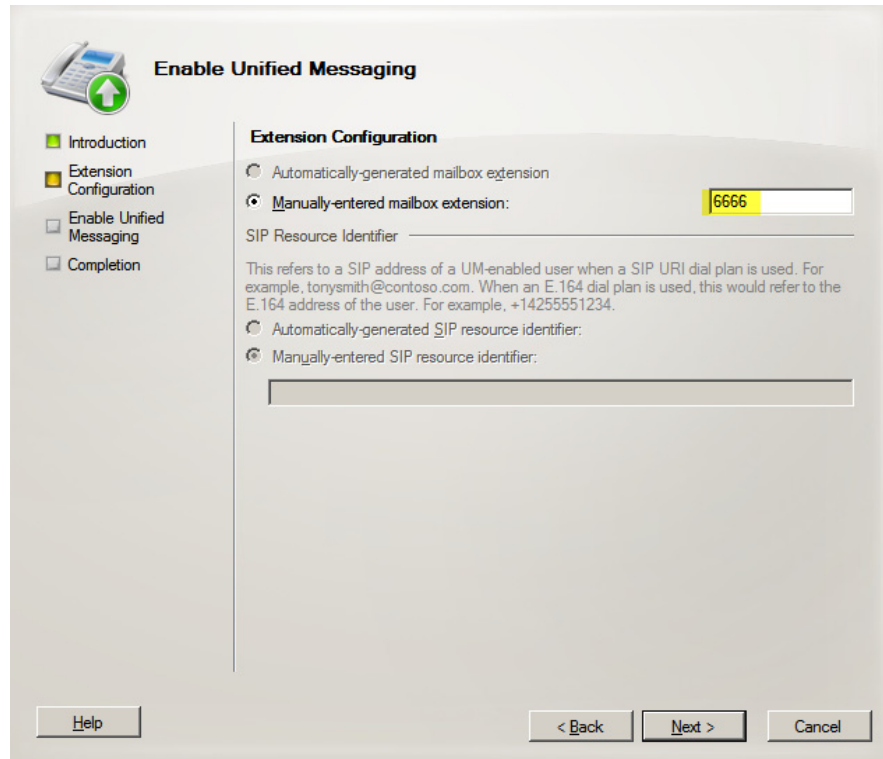 Enable Unified Messaging
Introduction
Extension
Configuration
Enable Unified
Messaging
Completion
Extension Configuration
Automatically-generated mailbox extension
Manually-entered mailbox extension:
6666
SIP Resource Identifier
This refers to a SIP address of a UM-enabled user when a SIP URI dial plan is used. For
example, tonysmith@contoso.com. When an E.164 dial plan is used, this would refer to the
E.164 address of the user. For example, +14255551234.
Automatically-generated SIP resource identifier:
Manually-entered SIP resource identifier:
Help
< Back
Next >
Cancel